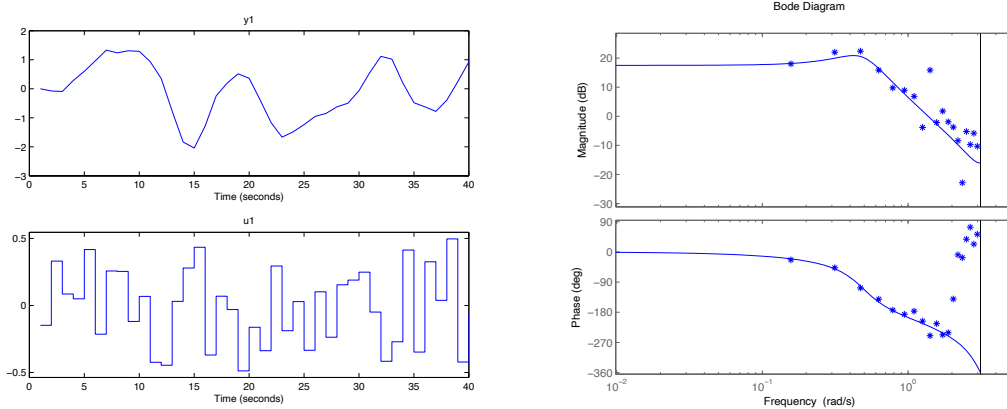 y1
2
1
0
−1
−2
−3
0 5 10 15 20 25 30 35 40
Time (seconds)
u1
0.5
0
−0.5
0 5 10 15 20 25 30 35 40
Time (seconds)
Bode Diagram
Magnitude (dB)
20
10
0
-10
-20
-30
Phase (deg)
90
0
-90
-180
-270
-360
10-2 10-1 100
Frequency (rad/s)